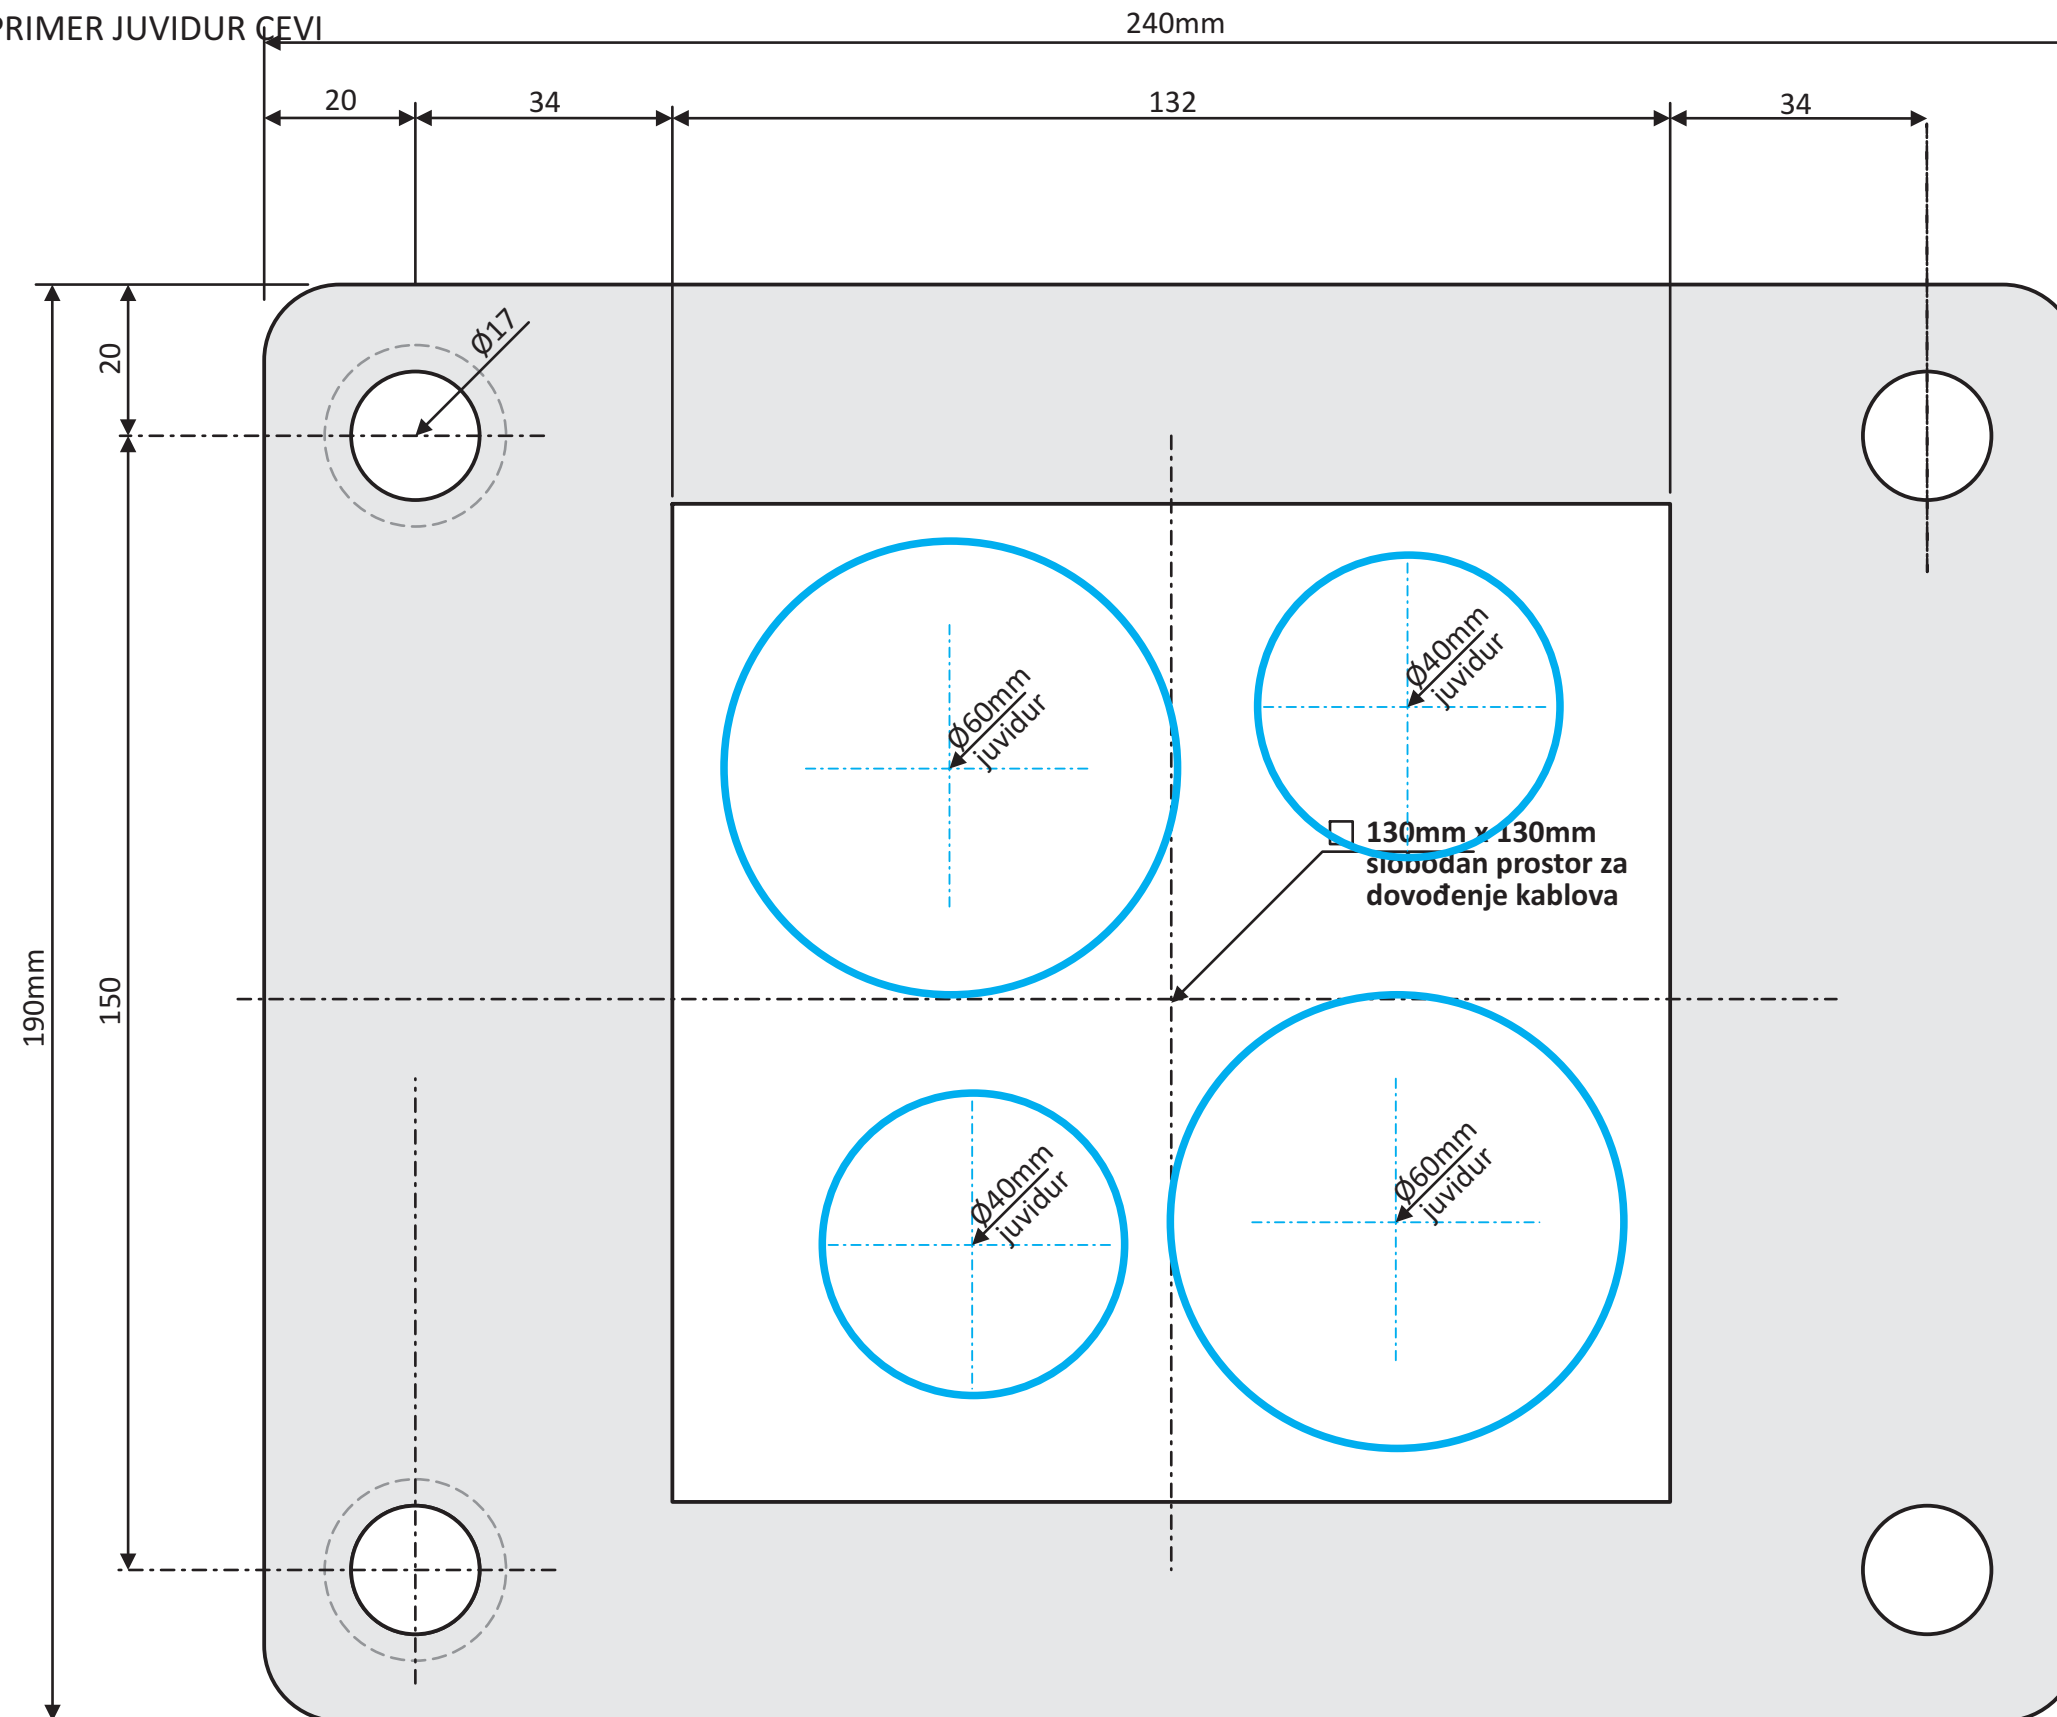 PRIMER JUVIDUR CEVI
240mm
20
34
132
34
20
Ø17
Ø60mm
juvidur
Ø40mm
juvidur
130mm x 130mm
slobodan prostor za
dovođenje kablova
190mm
150
Ø40mm
juvidur
Ø60mm
juvidur